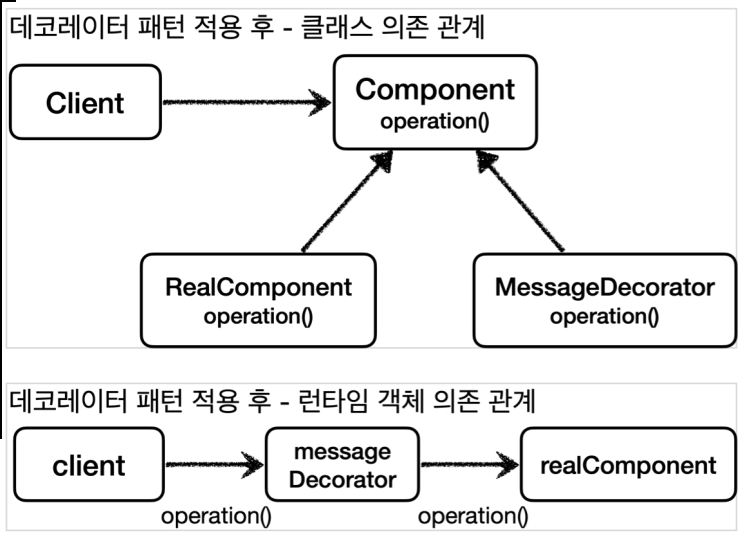 데코레이터 패턴 적용 후 - 클래스 의존 관계
Client
Component
operation()
RealComponent
operation()
MessageDecorator
operation()
데코레이터 패턴 적용 후 - 런타임 객체 의존 관계
client
message
Decorator
realComponent
operation()
operation()